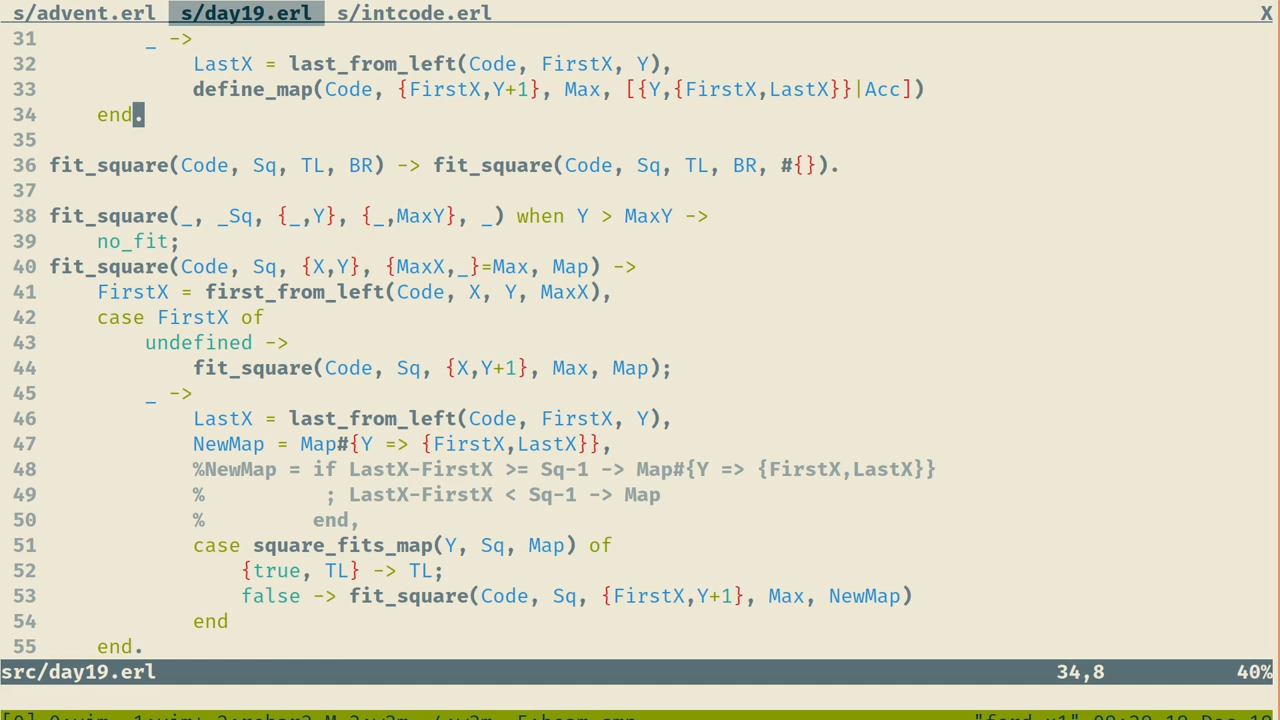 s/advent.erl s/day19.erl s/intcode.erl X
31         _ ->
32             LastX = last_from_left(Code, FirstX, Y),
33             define_map(Code, {FirstX,Y+1}, Max, [{Y,{FirstX,LastX}}|Acc])
34     end.
35
36 fit_square(Code, Sq, TL, BR) -> fit_square(Code, Sq, TL, BR, #{}).
37
38 fit_square(_, _Sq, {_,Y}, {_,MaxY}, _) when Y > MaxY ->
39     no_fit;
40 fit_square(Code, Sq, {X,Y}, {MaxX,_}=Max, Map) ->
41     FirstX = first_from_left(Code, X, Y, MaxX),
42     case FirstX of
43         undefined ->
44             fit_square(Code, Sq, {X,Y+1}, Max, Map);
45         _ ->
46             LastX = last_from_left(Code, FirstX, Y),
47             NewMap = Map#{Y => {FirstX,LastX}},
48             %NewMap = if LastX-FirstX >= Sq-1 -> Map#{Y => {FirstX,LastX}}
49             %          ; LastX-FirstX < Sq-1 -> Map
50             %         end,
51             case square_fits_map(Y, Sq, Map) of
52                 {true, TL} -> TL;
53                 false -> fit_square(Code, Sq, {FirstX,Y+1}, Max, NewMap)
54             end
55     end.
src/day19.erl 34,8 40%